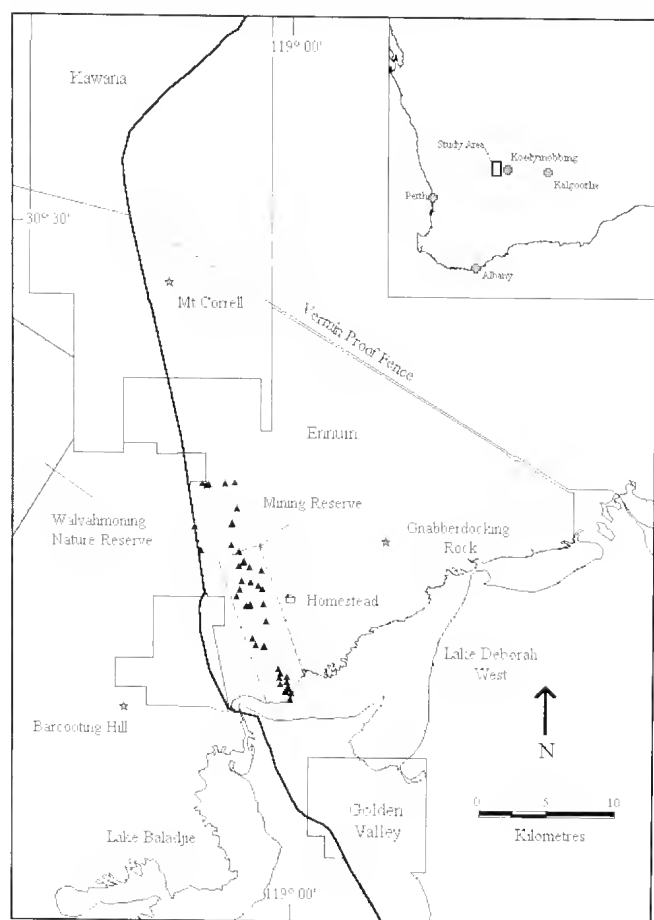 119° 00'
Hawana
Study Area
Koolyanobbing
Kalgoorlie
Perth
Albany
30° 30'
Mt Correll
Vermin Proof Fence
Ennuin
Mining Reserve
Walyahmoning
Nature Reserve
Gnabberdocking
Rock
Homestead
Lake Deborah
West
Barcooting Hill
N
Golden
Valley
0 5 10
Kilometres
Lake Baladjie
119° 00'